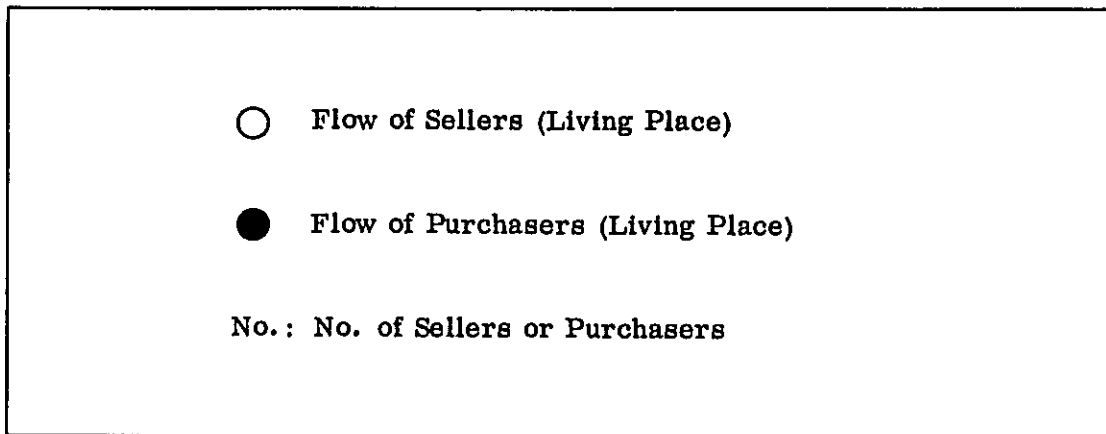 Flow of Sellers (Living Place)
Flow of Purchasers (Living Place)
No.: No. of Sellers or Purchasers